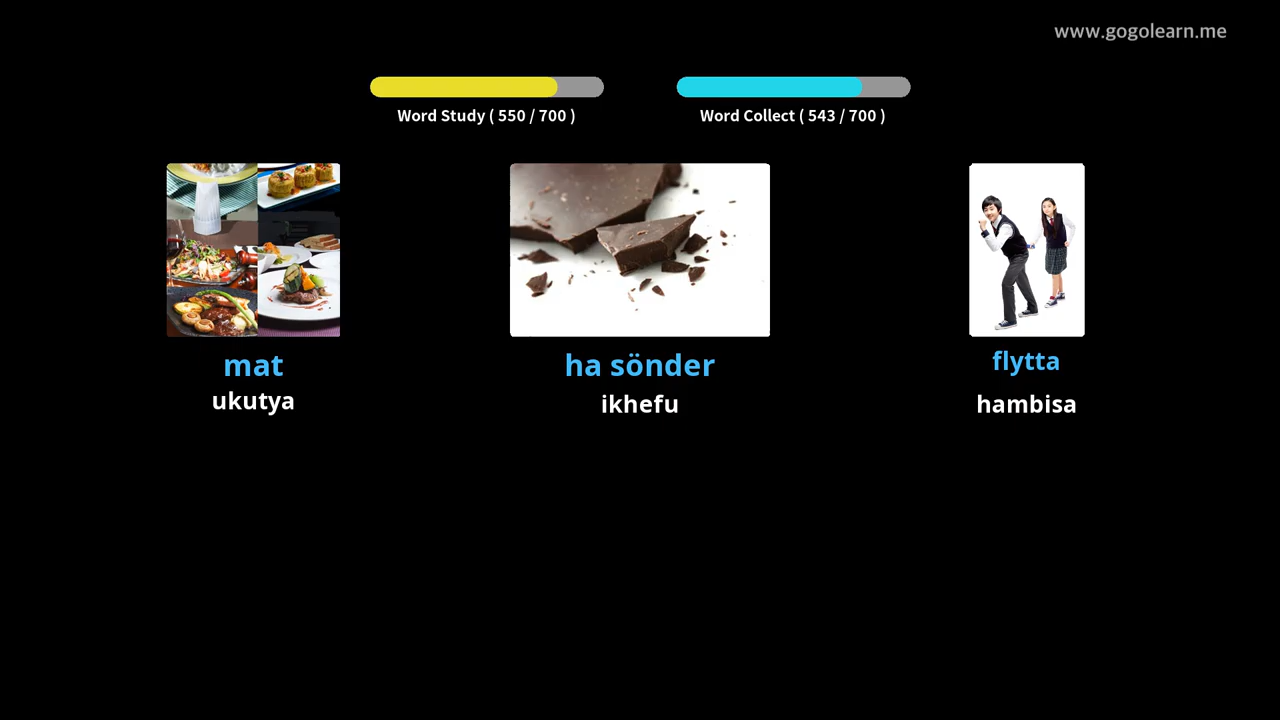 www.gogolearn.me
Word Study ( 550 / 700 )
Word Collect ( 543 / 700 )
mat
ukutya
ha sönder
ikhefu
flytta
hambisa